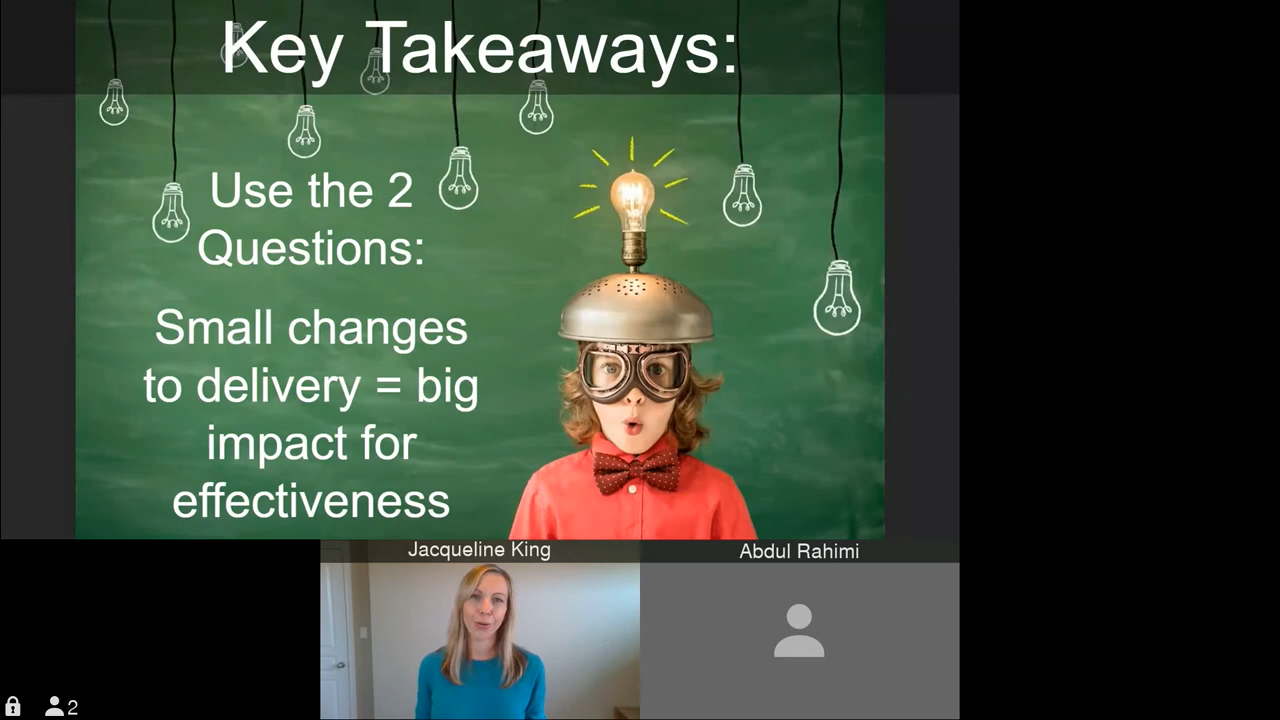 Key Takeaways:
Use the 2
Questions:
Small changes
to delivery = big
impact for
effectiveness
Jacqueline King
Abdul Rahimi
2